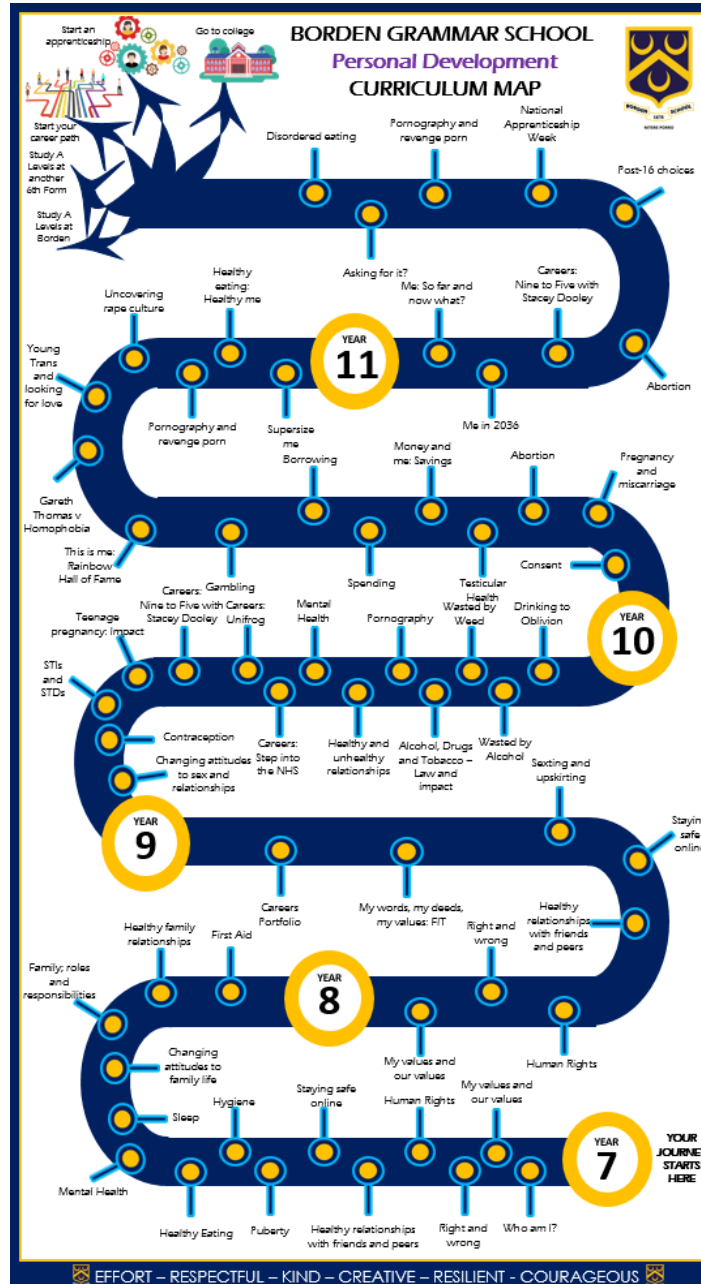 BORDEN GRAMMAR SCHOOL
Personal Development
CURRICULUM MAP
Start an
apprenticeship
Go to college
Start your
career path
Study A
Levels at
another
6th Form
Study A
Levels at
Borden
BORDEN
SCHOOL
Disordered eating
Pornography and
revenge porn
National
Apprenticeship
Week
Post-16 choices
Asking for it?
Uncovering
rape culture
Healthy
eating:
Healthy me
Me: So far and
now what?
Careers:
Nine to Five with
Stacey Dooley
YEAR
11
Young
Trans
and
looking
for love
Abortion
Pornography and
revenge porn
Supersize
me
Me in 2036
Borrowing
Money and
me: Savings
Abortion
Pregnancy
and
miscarriage
Gareth
Thomas v
Homophobia
This is me:
Rainbow
Hall of Fame
Gambling
Spending
Testicular
Health
Consent
YEAR
10
Teenage
pregnancy: Impact
Careers:
Nine to Five with
Stacey Dooley
Careers:
Unifrog
Mental
Health
Pornography
Wasted by
Weed
Drinking to
Oblivion
STIs
and
STDs
Contraception
Changing attitudes
to sex and
relationships
Careers:
Step into
the NHS
Healthy and
unhealthy
relationships
Alcohol, Drugs
and Tobacco –
Law and
impact
Wasted by
Alcohol
Sexting and
upskirting
YEAR
9
Staying
safe
online
Careers
Portfolio
My words, my deeds,
my values: FIT
Healthy
relationships
with friends
and peers
Healthy family
relationships
First Aid
YEAR
8
Right and
wrong
Family; roles
and
responsibilities
My values and
our values
Human Rights
Changing
attitudes to
family life
Sleep
Mental Health
Hygiene
Staying safe
online
Human Rights
My values and
our values
YEAR
7
YOUR
JOURNEY
STARTS
HERE
Healthy Eating
Puberty
Healthy relationships
with friends and peers
Right and
wrong
Who am I?
EFFORT – RESPECTFUL – KIND – CREATIVE – RESILIENT - COURAGEOUS